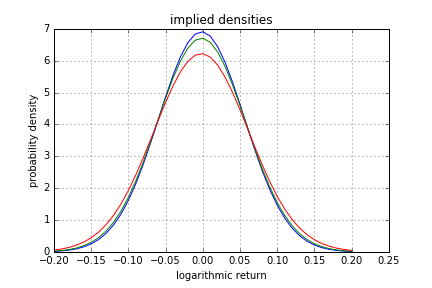 implied densities
7
6
5
4
3
2
1
0
probability density
−0.20 −0.15 −0.10 −0.05 0.00 0.05 0.10 0.15 0.20 0.25
logarithmic return